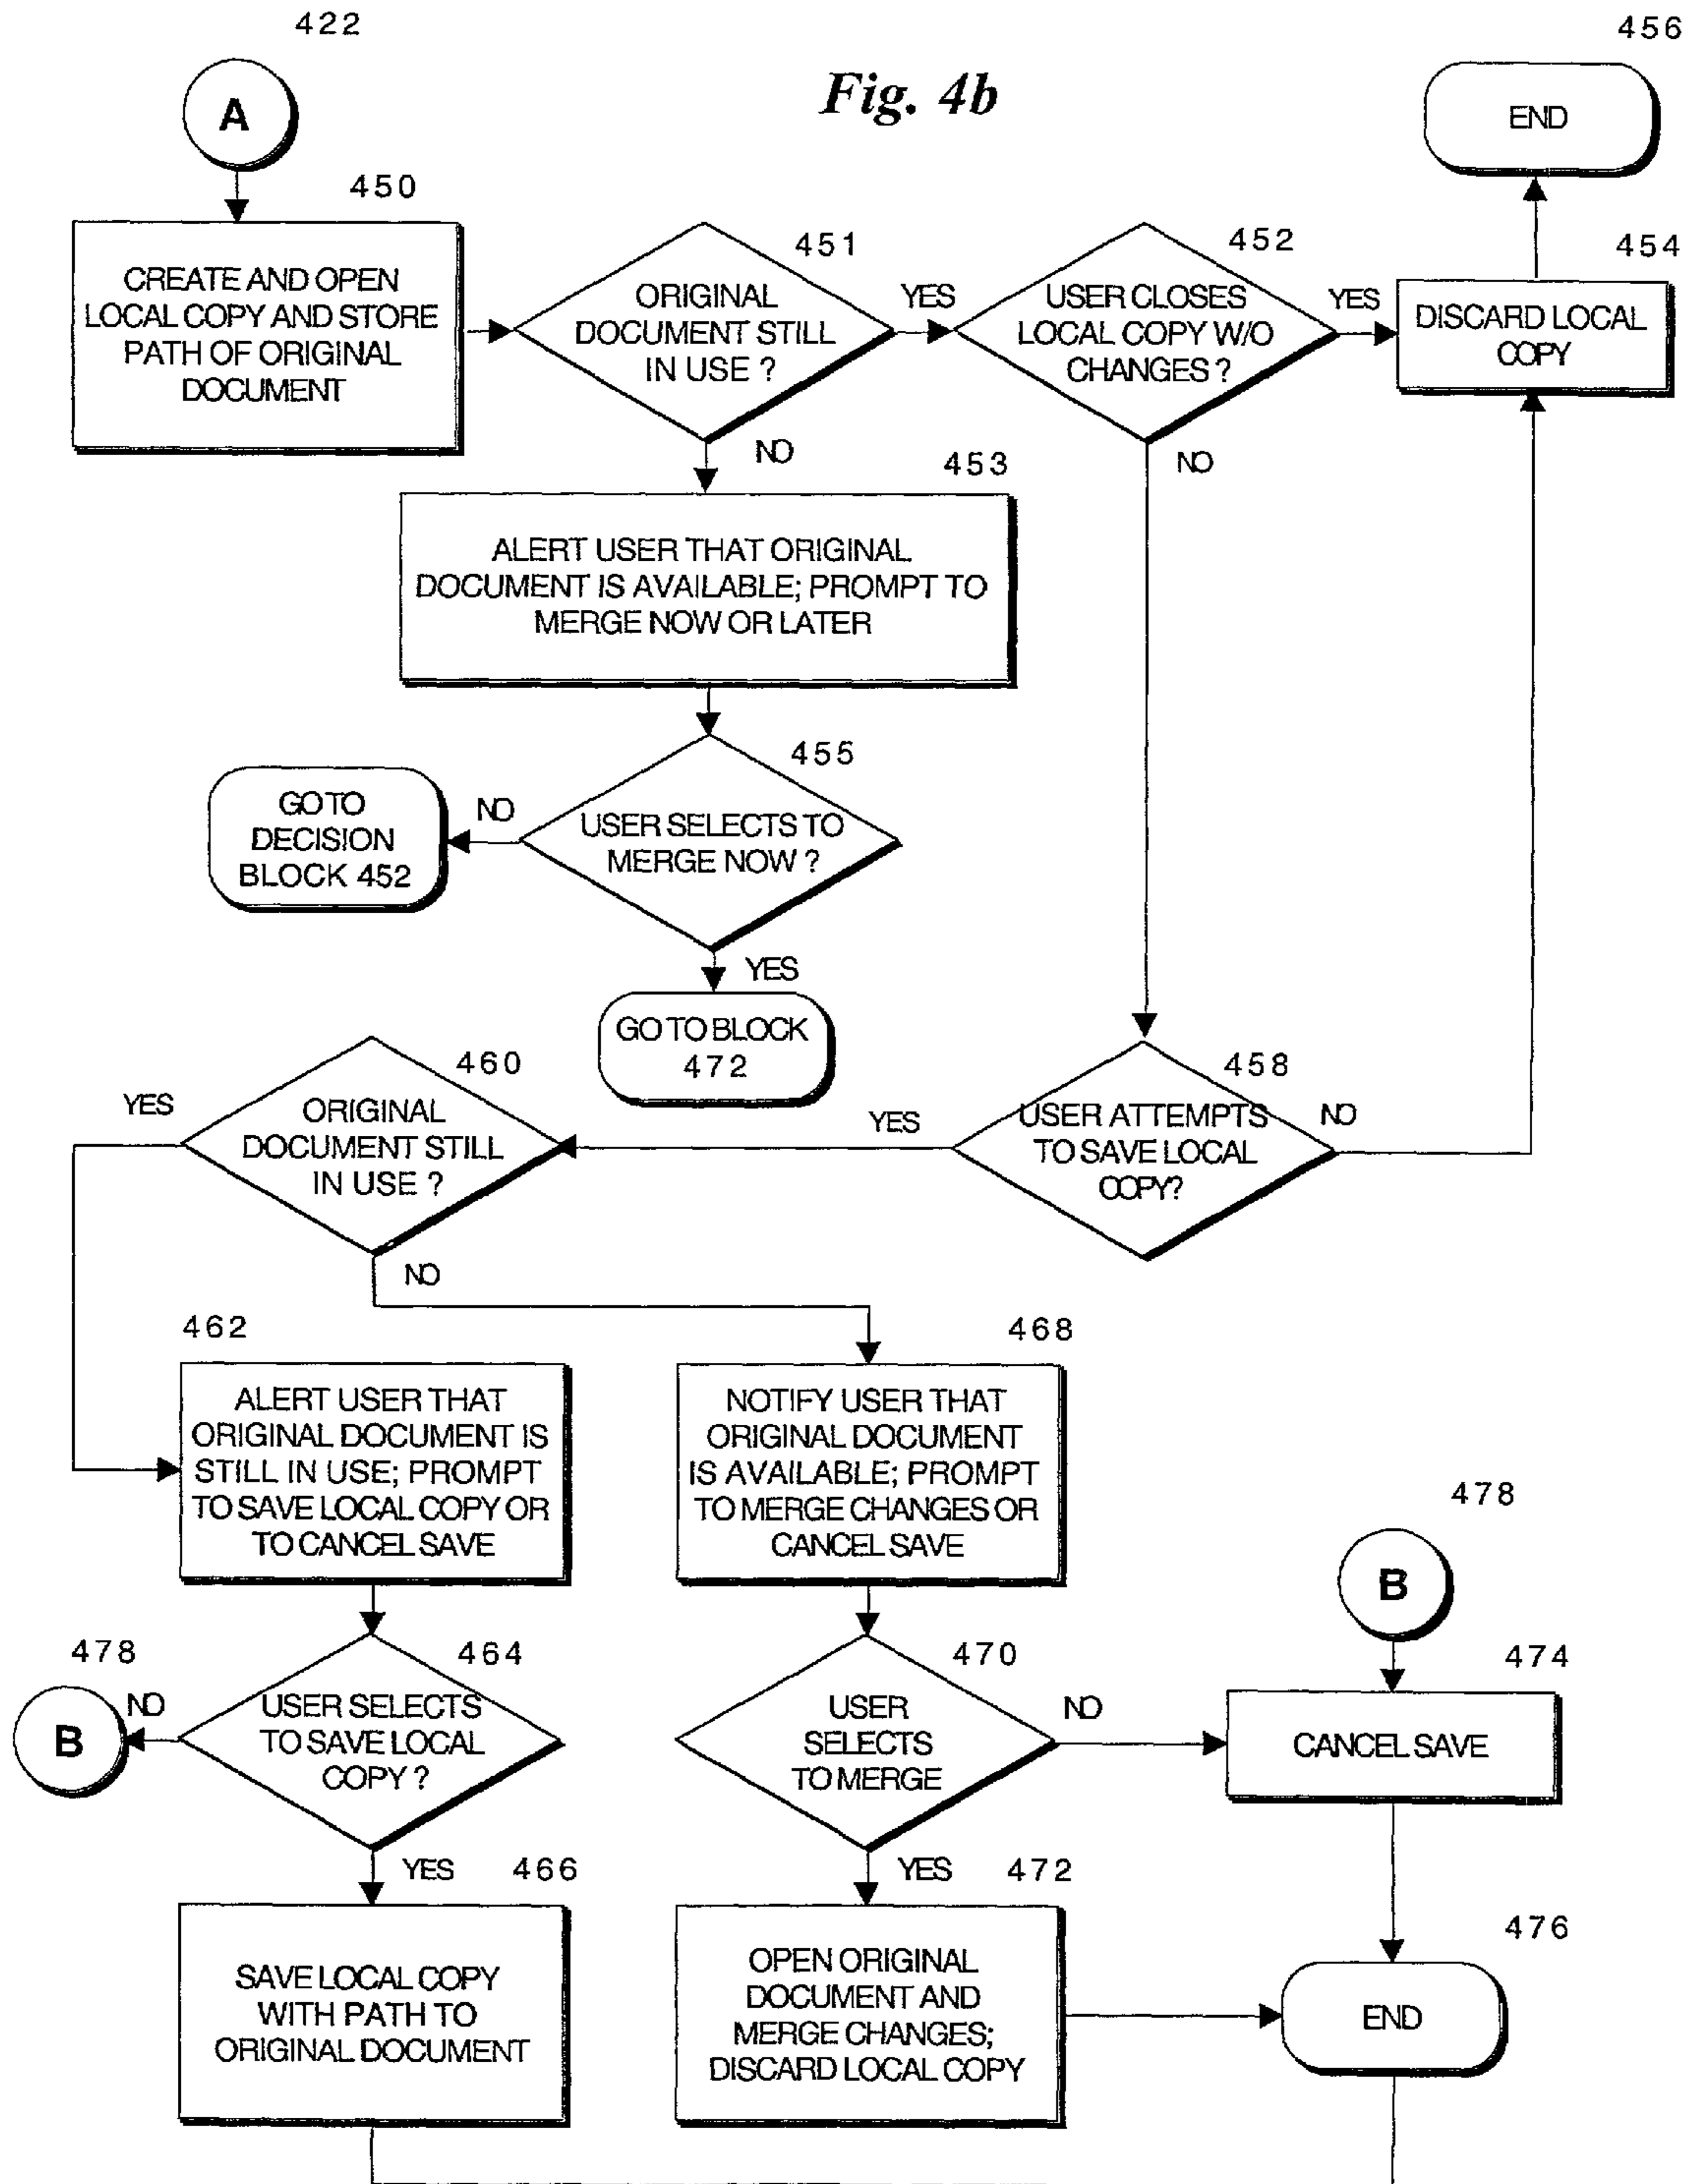 422
456
Fig. 4b
A
END
450
451
452
454
CREATE AND OPEN
LOCAL COPY AND STORE
PATH OF ORIGINAL
DOCUMENT
ORIGINAL
DOCUMENT STILL
IN USE ?
YES
USER CLOSES
LOCAL COPY W/O
CHANGES ?
YES
DISCARD LOCAL
COPY
NO
NO
453
ALERT USER THAT ORIGINAL
DOCUMENT IS AVAILABLE; PROMPT TO
MERGE NOW OR LATER
455
USER SELECTS TO
MERGE NOW ?
NO
GO TO
DECISION
BLOCK 452
YES
GO TO BLOCK
472
458
USER ATTEMPTS
TO SAVE LOCAL
COPY?
NO
YES
460
ORIGINAL
DOCUMENT STILL
IN USE ?
YES
NO
462
ALERT USER THAT
ORIGINAL DOCUMENT IS
STILL IN USE; PROMPT
TO SAVE LOCAL COPY OR
TO CANCEL SAVE
468
NOTIFY USER THAT
ORIGINAL DOCUMENT
IS AVAILABLE; PROMPT
TO MERGE CHANGES OR
CANCEL SAVE
478
B
478
B
NO
464
USER SELECTS
TO SAVE LOCAL
COPY ?
470
USER
SELECTS
TO MERGE
NO
474
CANCEL SAVE
YES
466
SAVE LOCAL COPY
WITH PATH TO
ORIGINAL DOCUMENT
YES
472
OPEN ORIGINAL
DOCUMENT AND
MERGE CHANGES;
DISCARD LOCAL COPY
476
END